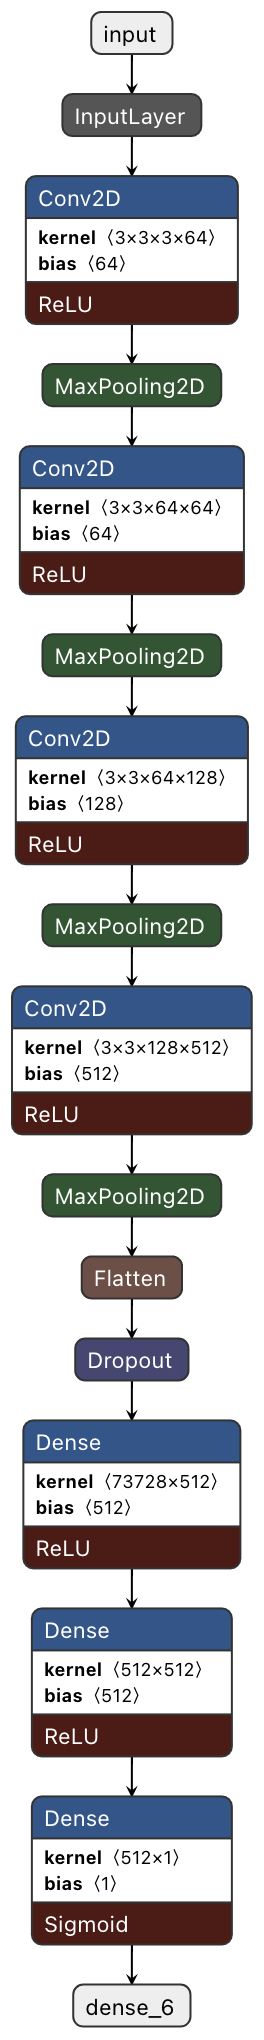 input
InputLayer
Conv2D
kernel 〈3×3×3×64〉
bias 〈64〉
ReLU
MaxPooling2D
Conv2D
kernel 〈3×3×64×64〉
bias 〈64〉
ReLU
MaxPooling2D
Conv2D
kernel 〈3×3×64×128〉
bias 〈128〉
ReLU
MaxPooling2D
Conv2D
kernel 〈3×3×128×512〉
bias 〈512〉
ReLU
MaxPooling2D
Flatten
Dropout
Dense
kernel 〈73728×512〉
bias 〈512〉
ReLU
Dense
kernel 〈512×512〉
bias 〈512〉
ReLU
Dense
kernel 〈512×1〉
bias 〈1〉
Sigmoid
dense_6